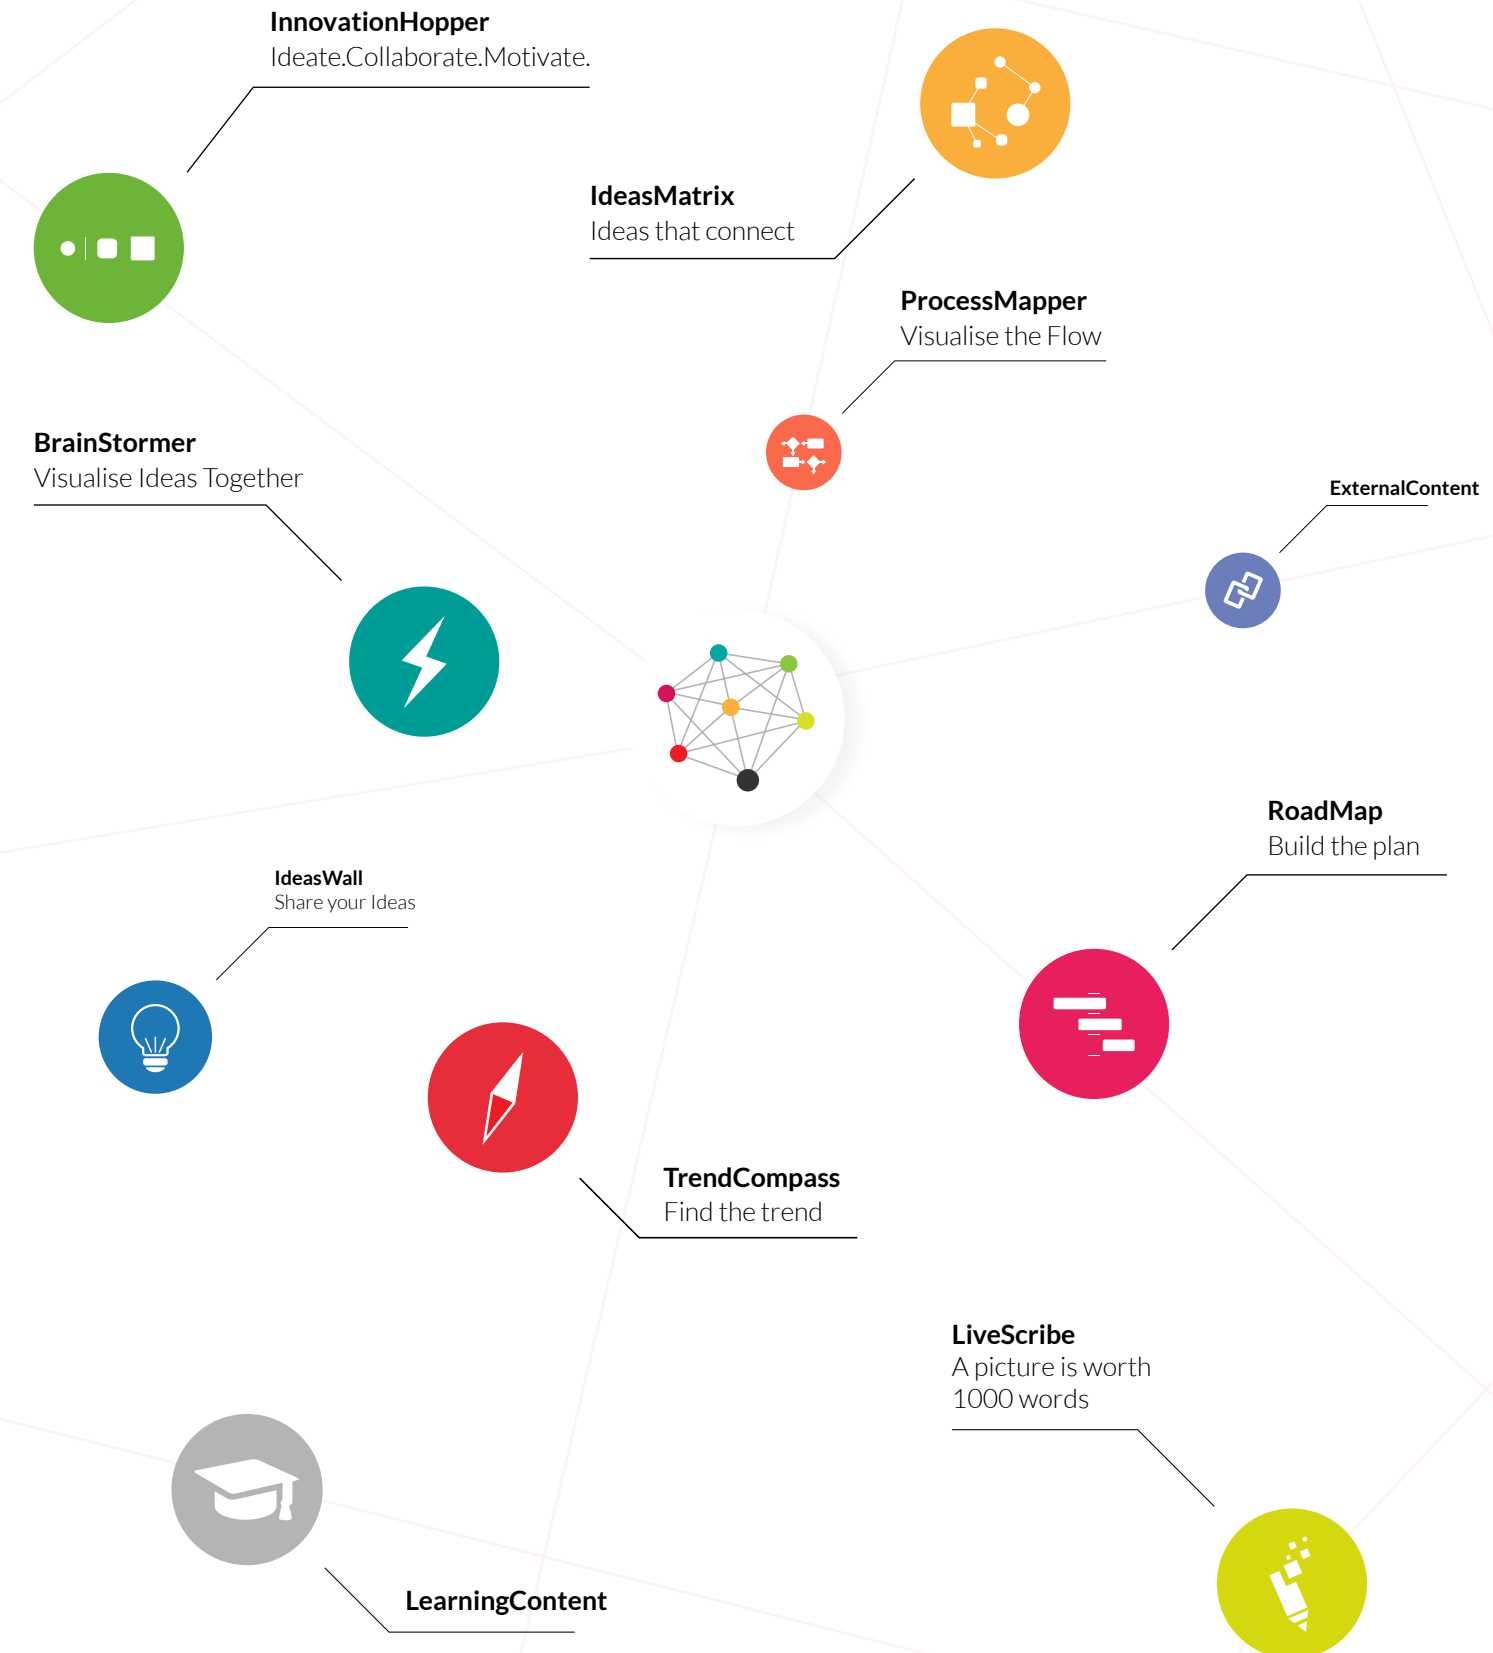 InnovationHopper
Ideate.Collaborate.Motivate.
IdeasMatrix
Ideas that connect
ProcessMapper
Visualise the Flow
BrainStormer
Visualise Ideas Together
ExternalContent
RoadMap
Build the plan
IdeasWall
Share your Ideas
TrendCompass
Find the trend
LiveScribe
A picture is worth
1000 words
LearningContent